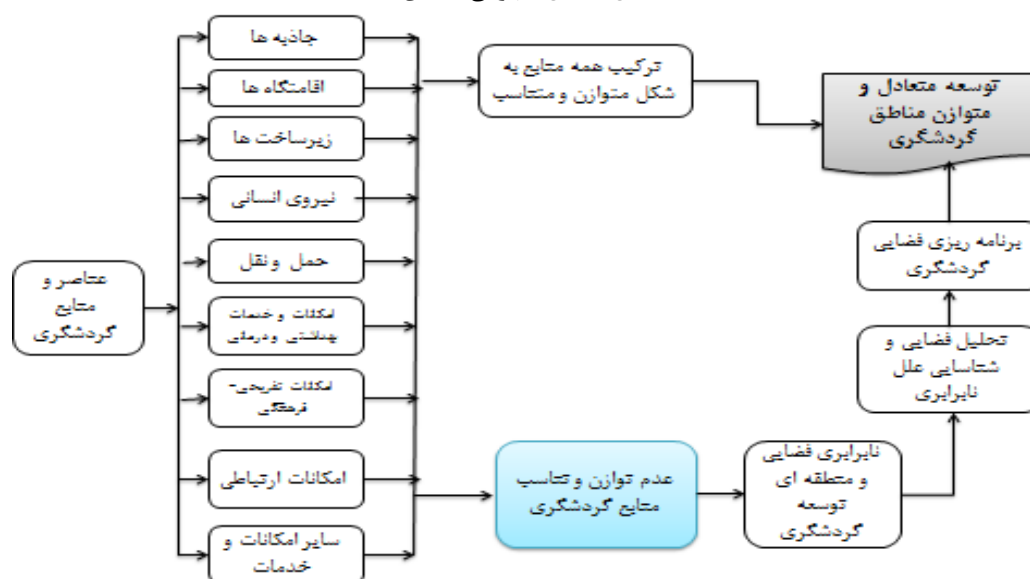 جاذبه ها
اقامتگاه ها
زیرساخت ها
نیروی انسانی
حمل و نقل
امکانات و خدمات
بهداشتی و درمانی
امکانات تفریحی-
فرهنگی
امکانات ارتباطی
سایر امکانات و
خدمات
عناصر و
منابع
گردشگری
ترکیب همه منابع به
شکل متوازن و متناسب
توسعه متعادل و
متوازن مناطق
گردشگری
برنامه ریزی فضایی
گردشگری
تحلیل فضایی و
شناسایی علل
نابرابری
عدم توازن و تناسب
منابع گردشگری
نابرابری فضایی
و منطقه ای
توسعه
گردشگری